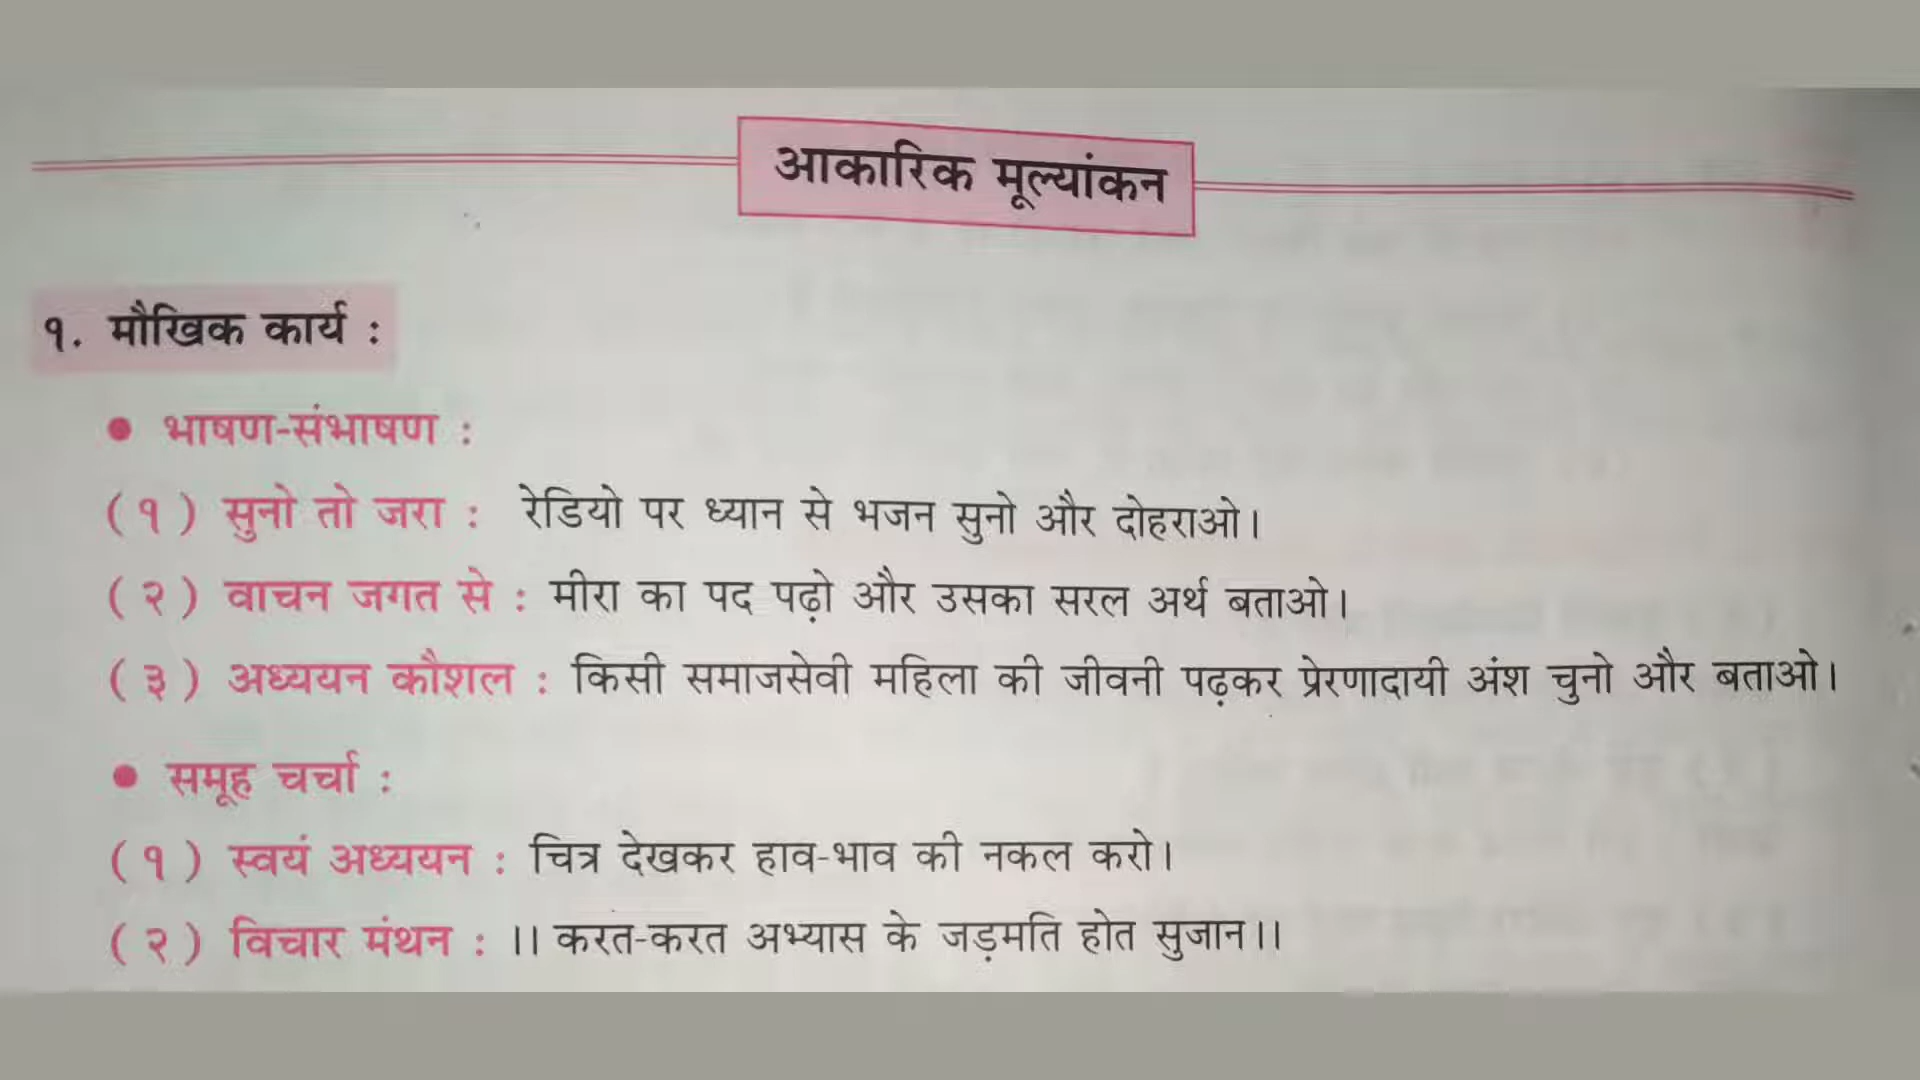 आकारिक मूल्यांकन
१. मौखिक कार्य :
• भाषण-संभाषण :
(१) सुनो तो जरा : रेडियो पर ध्यान से भजन सुनो और दोहराओ।
(२) वाचन जगत से : मीरा का पद पढ़ो और उसका सरल अर्थ बताओ।
(३) अध्ययन कौशल : किसी समाजसेवी महिला की जीवनी पढ़कर प्रेरणादायी अंश चुनो और बताओ।
• समूह चर्चा :
(१) स्वयं अध्ययन : चित्र देखकर हाव-भाव की नकल करो।
(२) विचार मंथन : ।। करत-करत अभ्यास के जड़मति होत सुजान।।